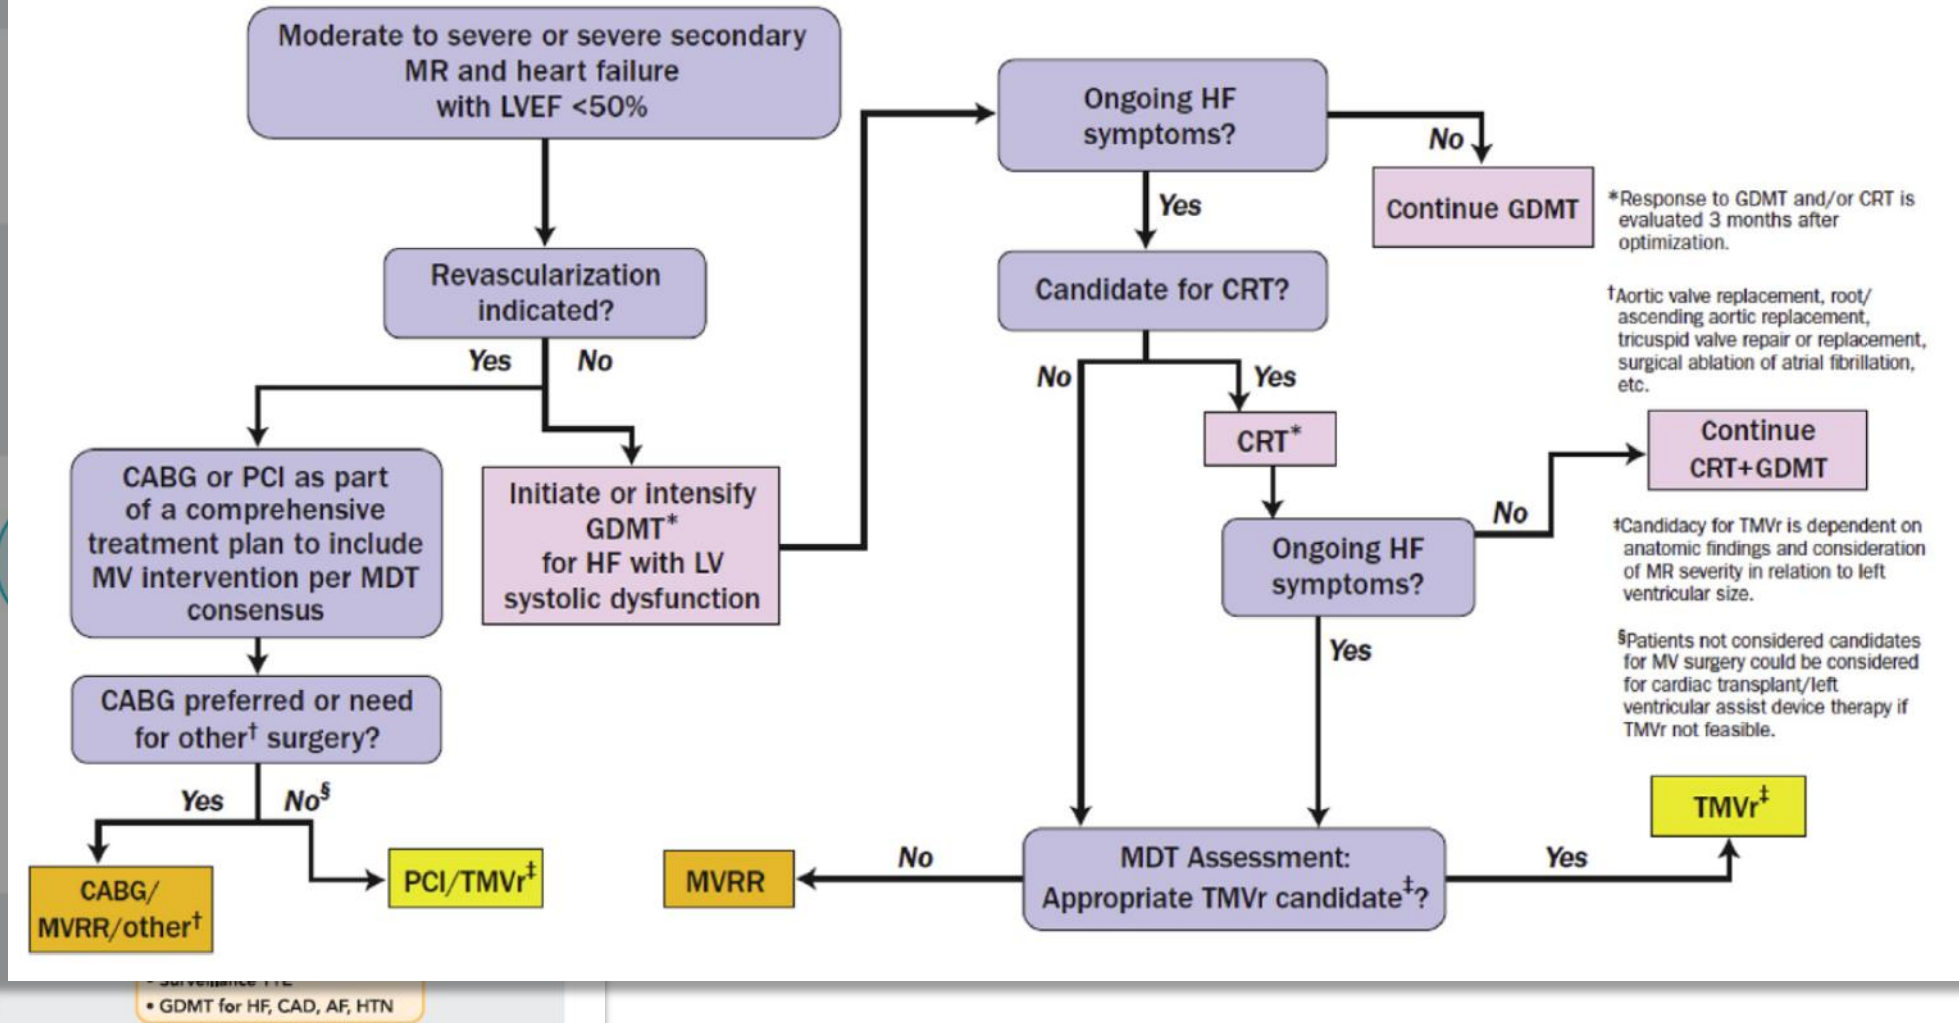 Moderate to severe or severe secondary
MR and heart failure
with LVEF <50%
Revascularization
indicated?
Yes
No
CABG or PCI as part
of a comprehensive
treatment plan to include
MV intervention per MDT
consensus
Initiate or intensify
GDMT*
for HF with LV
systolic dysfunction
CABG preferred or need
for other† surgery?
Yes
No§
CABG/
MVRR/other†
PCI/TMVr‡
Ongoing HF
symptoms?
No
Continue GDMT
Yes
Candidate for CRT?
No
Yes
CRT*
Ongoing HF
symptoms?
No
Continue
CRT+GDMT
Yes
MDT Assessment:
Appropriate TMVr candidate‡?
No
MVRR
Yes
TMVr‡
*Response to GDMT and/or CRT is
evaluated 3 months after
optimization.
†Aortic valve replacement, root/
ascending aortic replacement,
tricuspid valve repair or replacement,
surgical ablation of atrial fibrillation,
etc.
‡Candidacy for TMVr is dependent on
anatomic findings and consideration
of MR severity in relation to left
ventricular size.
§Patients not considered candidates
for MV surgery could be considered
for cardiac transplant/left
ventricular assist device therapy if
TMVr not feasible.
• GDMT for HF, CAD, AF, HTN